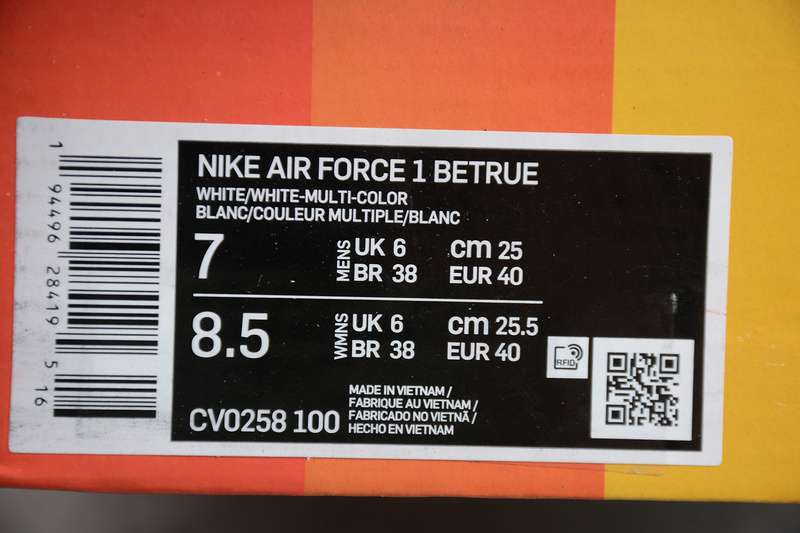 1 94496 28419 5 16
NIKE AIR FORCE 1 BETRUE
WHITE/WHITE-MULTI-COLOR
BLANC/COULEUR MULTIPLE/BLANC
7 MENS UK 6 cm 25
BR 38 EUR 40
8.5 WMNS UK 6 cm 25.5
BR 38 EUR 40
RFID
CV0258 100
MADE IN VIETNAM /
FABRIQUE AU VIETNAM /
FABRICADO NO VIETNÃ /
HECHO EN VIETNAM